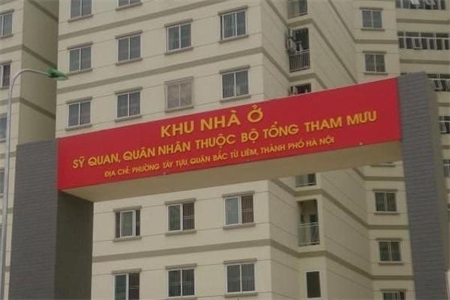 KHU NHÀ Ở
SỸ QUAN, QUÂN NHÂN THUỘC BỘ TỔNG THAM MƯU
ĐỊA CHỈ: PHƯỜNG TÂY TỰU, QUẬN BẮC TỪ LIÊM, THÀNH PHỐ HÀ NỘI